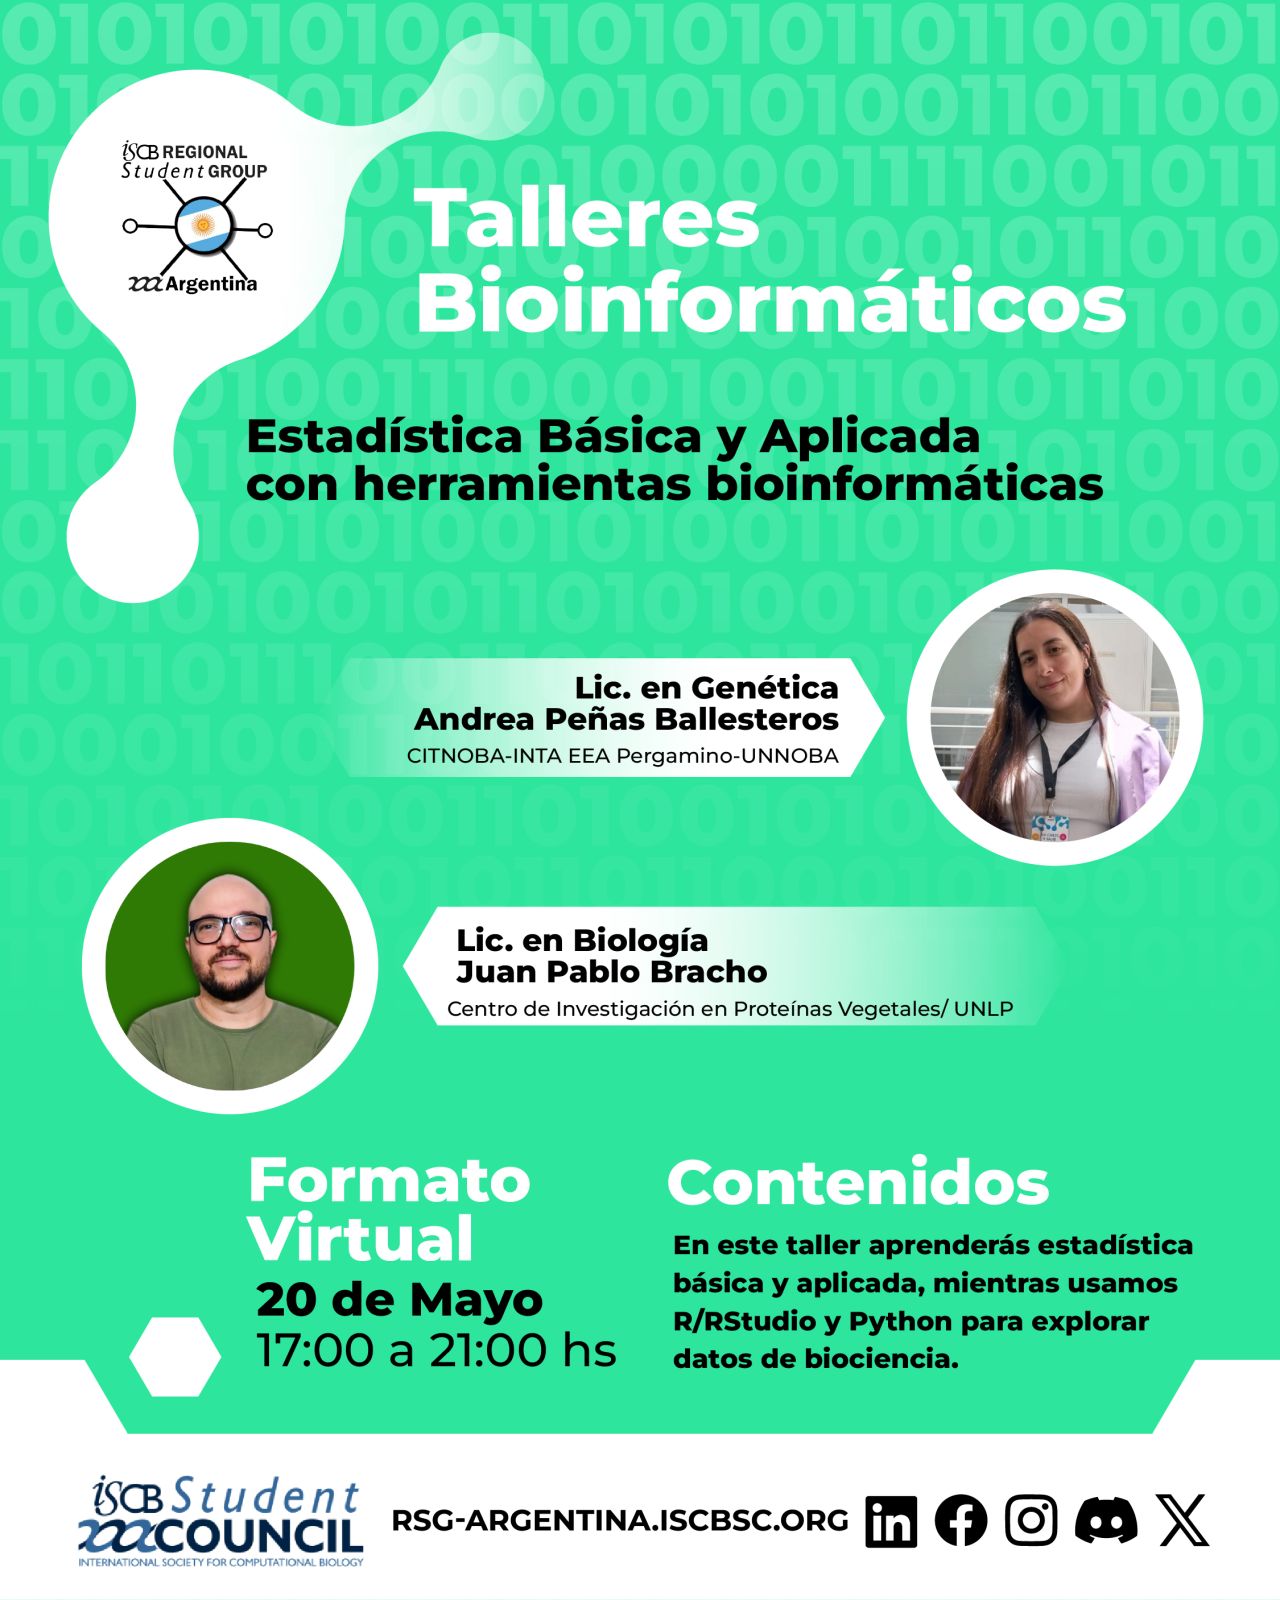 iSCB REGIONAL
Student GROUP
Argentina
Talleres
Bioinformáticos
Estadística Básica y Aplicada
con herramientas bioinformáticas
Lic. en Genética
Andrea Peñas Ballesteros
CITNOBA-INTA EEA Pergamino-UNNOBA
Lic. en Biología
Juan Pablo Bracho
Centro de Investigación en Proteínas Vegetales/ UNLP
Formato
Virtual
20 de Mayo
17:00 a 21:00 hs
Contenidos
En este taller aprenderás estadística
básica y aplicada, mientras usamos
R/RStudio y Python para explorar
datos de biociencia.
iSCB Student
COUNCIL
INTERNATIONAL SOCIETY FOR COMPUTATIONAL BIOLOGY
RSG-ARGENTINA.ISCBSC.ORG